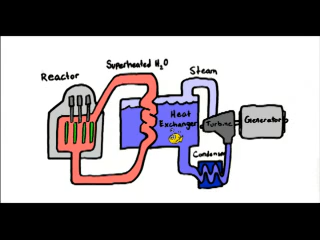 Superheated H₂O
Reactor
Steam
Heat
Exchanger
Turbine
Generator
Condenser